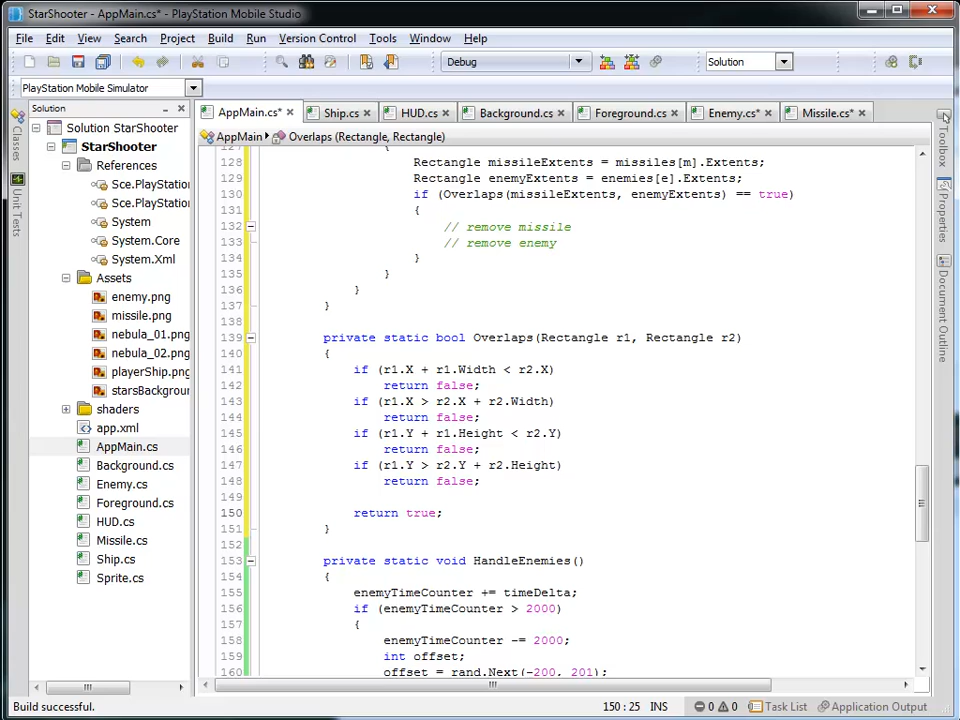 StarShooter - AppMain.cs* - PlayStation Mobile Studio
File Edit View Search Project Build Run Version Control Tools Window Help
Debug Solution
PlayStation Mobile Simulator
Solution
AppMain.cs* Ship.cs* HUD.cs* Background.cs* Foreground.cs* Enemy.cs* Missile.cs*
AppMain Overlaps (Rectangle, Rectangle)
Classes
Unit Tests
Toolbox
Properties
Document Outline
Solution StarShooter
StarShooter
References
Sce.PlayStatio
Sce.PlayStatio
System
System.Core
System.Xml
Assets
enemy.png
missile.png
nebula_01.png
nebula_02.png
playerShip.png
starsBackgrour
shaders
app.xml
AppMain.cs
Background.cs
Enemy.cs
Foreground.cs
HUD.cs
Missile.cs
Ship.cs
Sprite.cs
127 {
128 Rectangle missileExtents = missiles[m].Extents;
129 Rectangle enemyExtents = enemies[e].Extents;
130 if (Overlaps(missileExtents, enemyExtents) == true)
131 {
132 // remove missile
133 // remove enemy
134 }
135 }
136 }
137 }
138
139 private static bool Overlaps(Rectangle r1, Rectangle r2)
140 {
141 if (r1.X + r1.Width < r2.X)
142 return false;
143 if (r1.X > r2.X + r2.Width)
144 return false;
145 if (r1.Y + r1.Height < r2.Y)
146 return false;
147 if (r1.Y > r2.Y + r2.Height)
148 return false;
149
150 return true;
151 }
152
153 private static void HandleEnemies()
154 {
155 enemyTimeCounter += timeDelta;
156 if (enemyTimeCounter > 2000)
157 {
158 enemyTimeCounter -= 2000;
159 int offset;
160 offset = rand.Next(-200, 201);
Build successful. 150 : 25 INS 0 0 Task List Application Output